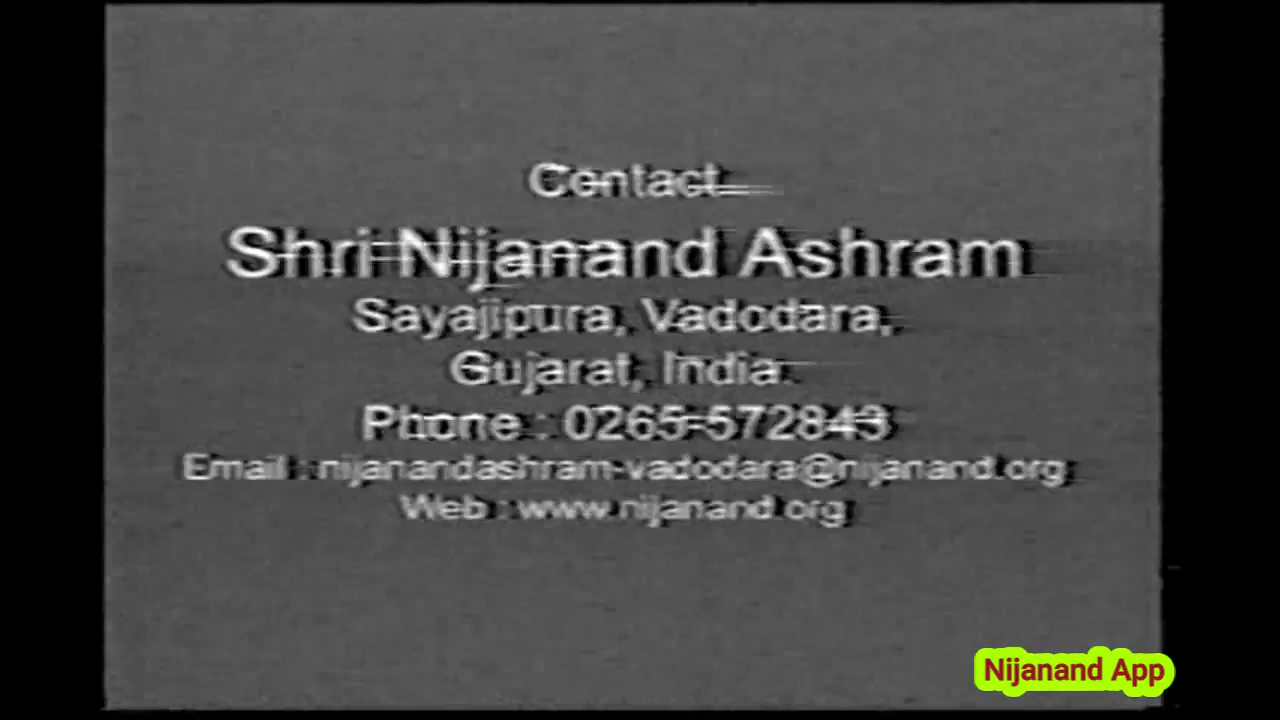 Contact
Shri Nijanand Ashram
Sayajipura, Vadodara,
Gujarat, India.
Phone : 0265-572843
Email : nijanandashram-vadodara@nijanand.org
Web : www.nijanand.org
Nijanand App